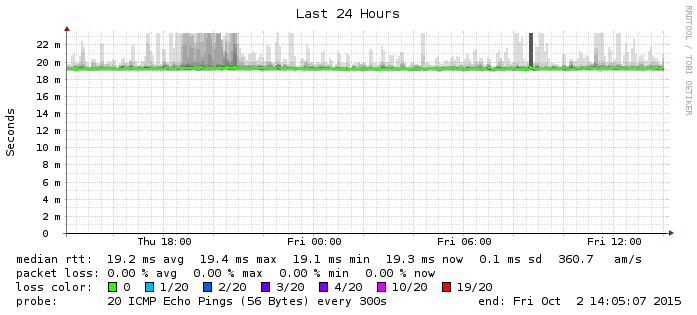 Last 24 Hours
RRDTOOL / TOBI OETIKER
Seconds
22 m
20 m
18 m
16 m
14 m
12 m
10 m
8 m
6 m
4 m
2 m
0
Thu 18:00 Fri 00:00 Fri 06:00 Fri 12:00
median rtt: 19.2 ms avg 19.4 ms max 19.1 ms min 19.3 ms now 0.1 ms sd 360.7 am/s
packet loss: 0.00 % avg 0.00 % max 0.00 % min 0.00 % now
loss color: 0 1/20 2/20 3/20 4/20 10/20 19/20
probe: 20 ICMP Echo Pings (56 Bytes) every 300s end: Fri Oct 2 14:05:07 2015